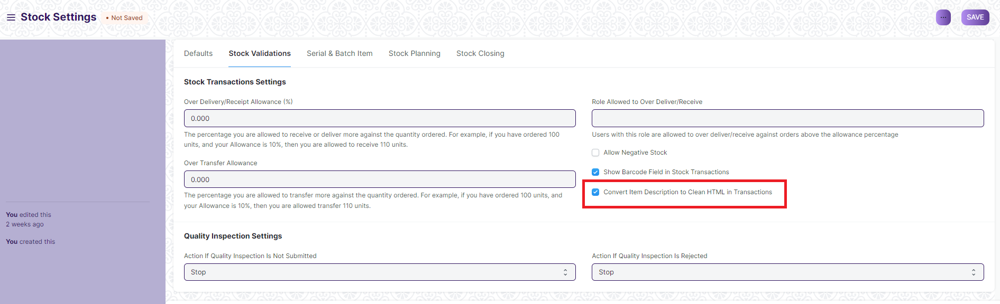 Stock Settings
• Not Saved
...
SAVE
Defaults
Stock Validations
Serial & Batch Item
Stock Planning
Stock Closing
Stock Transactions Settings
Over Delivery/Receipt Allowance (%)
0.000
The percentage you are allowed to receive or deliver more against the quantity ordered. For example, if you have ordered 100
units, and your Allowance is 10%, then you are allowed to receive 110 units.
Over Transfer Allowance
0.000
The percentage you are allowed to transfer more against the quantity ordered. For example, if you have ordered 100 units, and
your Allowance is 10%, then you are allowed transfer 110 units.
Role Allowed to Over Deliver/Receive
Users with this role are allowed to over deliver/receive against orders above the allowance percentage
Allow Negative Stock
Show Barcode Field in Stock Transactions
Convert Item Description to Clean HTML in Transactions
You edited this
2 weeks ago
You created this
Quality Inspection Settings
Action If Quality Inspection Is Not Submitted
Stop
Action If Quality Inspection Is Rejected
Stop